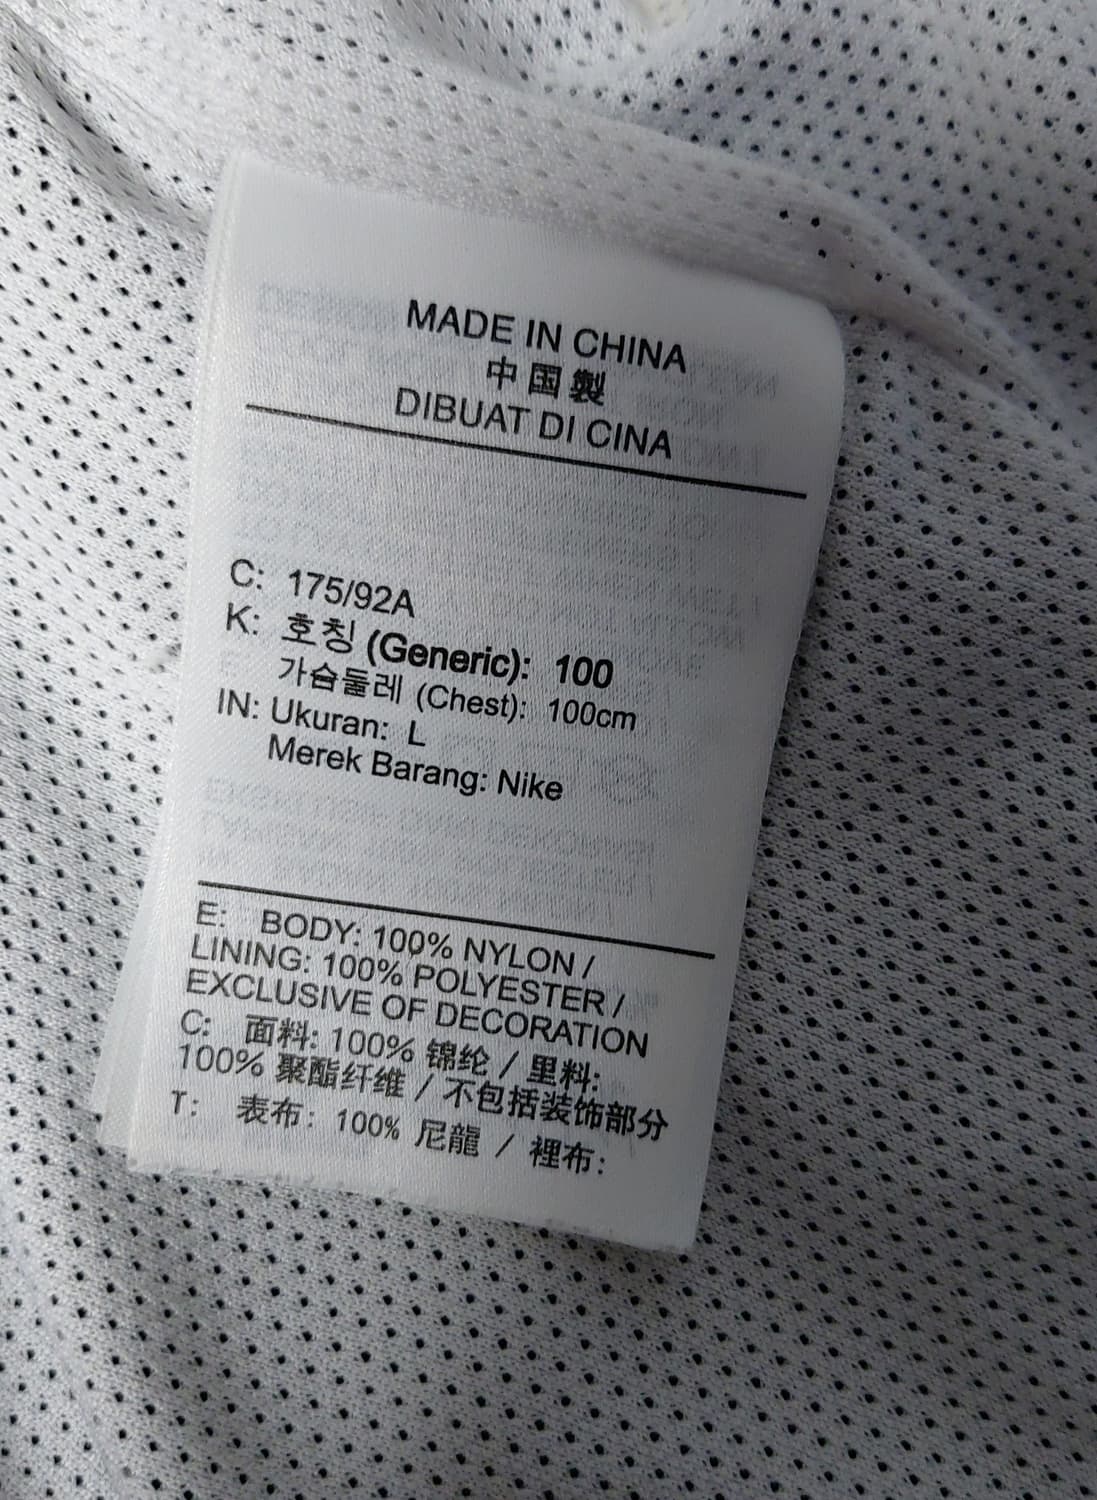 MADE IN CHINA
中国製
DIBUAT DI CINA
C: 175/92A
K: 호칭 (Generic): 100
가슴둘레 (Chest): 100cm
IN: Ukuran: L
Merek Barang: Nike
E: BODY: 100% NYLON /
LINING: 100% POLYESTER /
EXCLUSIVE OF DECORATION
C: 面料: 100% 锦纶 / 里料:
100% 聚酯纤维 / 不包括装饰部分
T: 表布: 100% 尼龍 / 裡布: